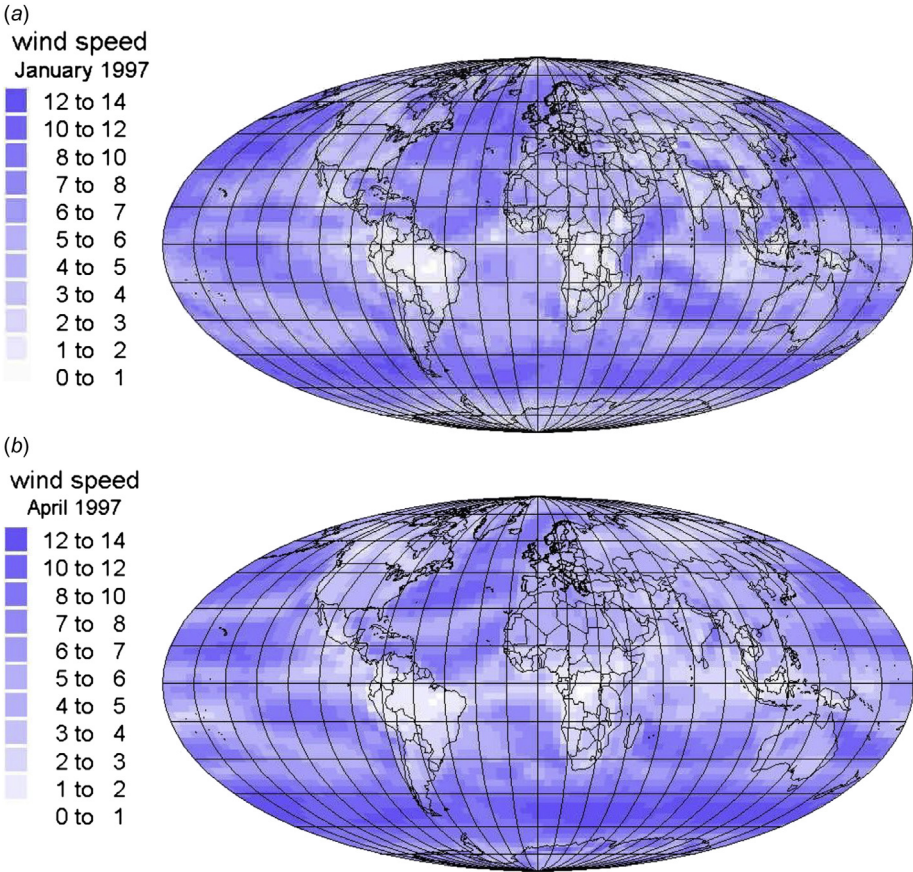 (a)
wind speed
January 1997
12 to 14
10 to 12
8 to 10
7 to 8
6 to 7
5 to 6
4 to 5
3 to 4
2 to 3
1 to 2
0 to 1
(b)
wind speed
April 1997
12 to 14
10 to 12
8 to 10
7 to 8
6 to 7
5 to 6
4 to 5
3 to 4
2 to 3
1 to 2
0 to 1